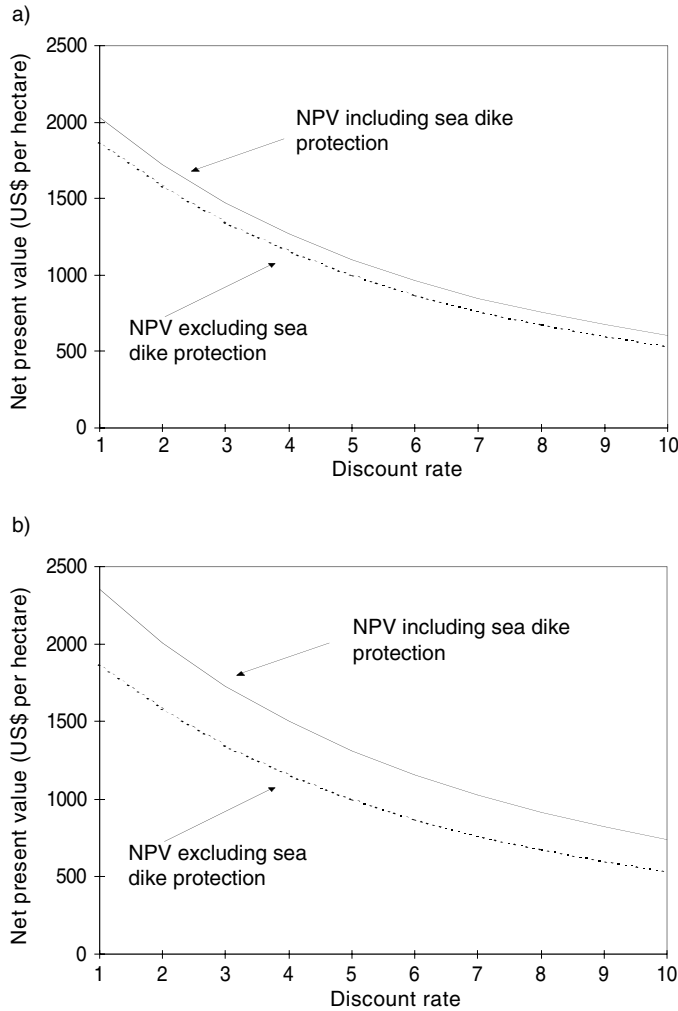 a)
Net present value (US$ per hectare)
2500
2000
1500
1000
500
0
NPV including sea dike
protection
NPV excluding sea
dike protection
1 2 3 4 5 6 7 8 9 10
Discount rate
b)
Net present value (US$ per hectare)
2500
2000
1500
1000
500
0
NPV including sea dike
protection
NPV excluding sea
dike protection
1 2 3 4 5 6 7 8 9 10
Discount rate